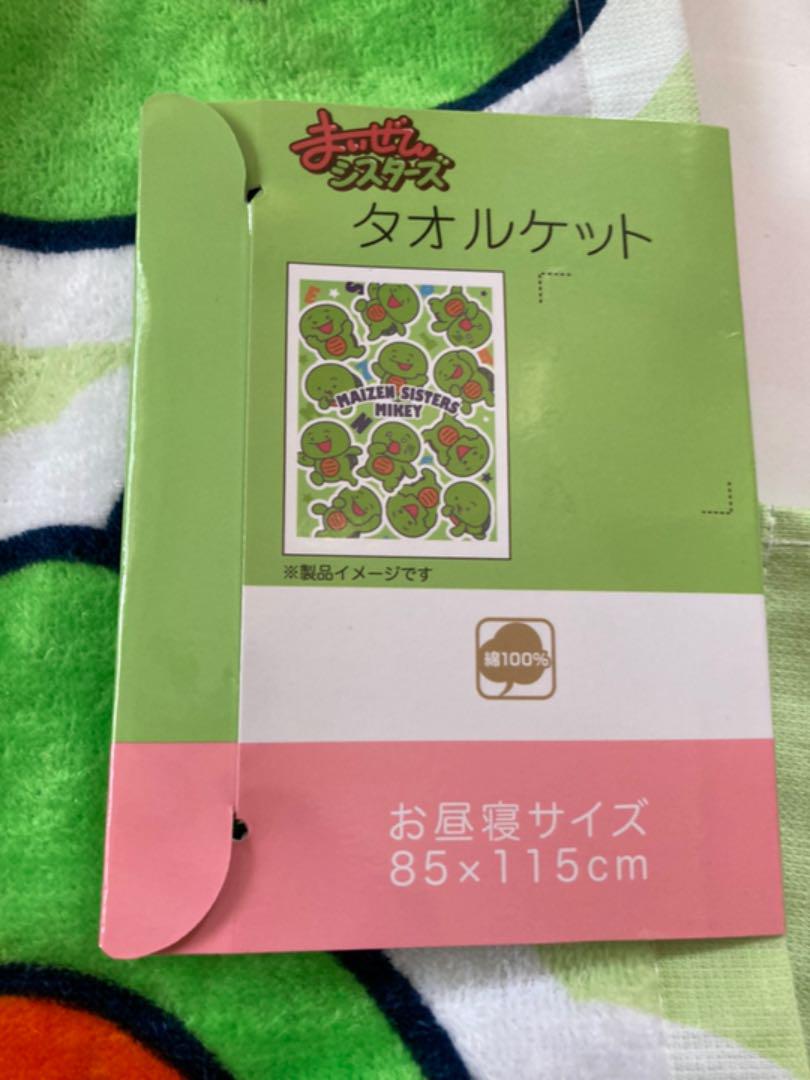 まいぜん
シスターズ
タオルケット
MAIZEN SISTERS
MIKEY
※製品イメージです
綿100%
お昼寝サイズ
85×115cm